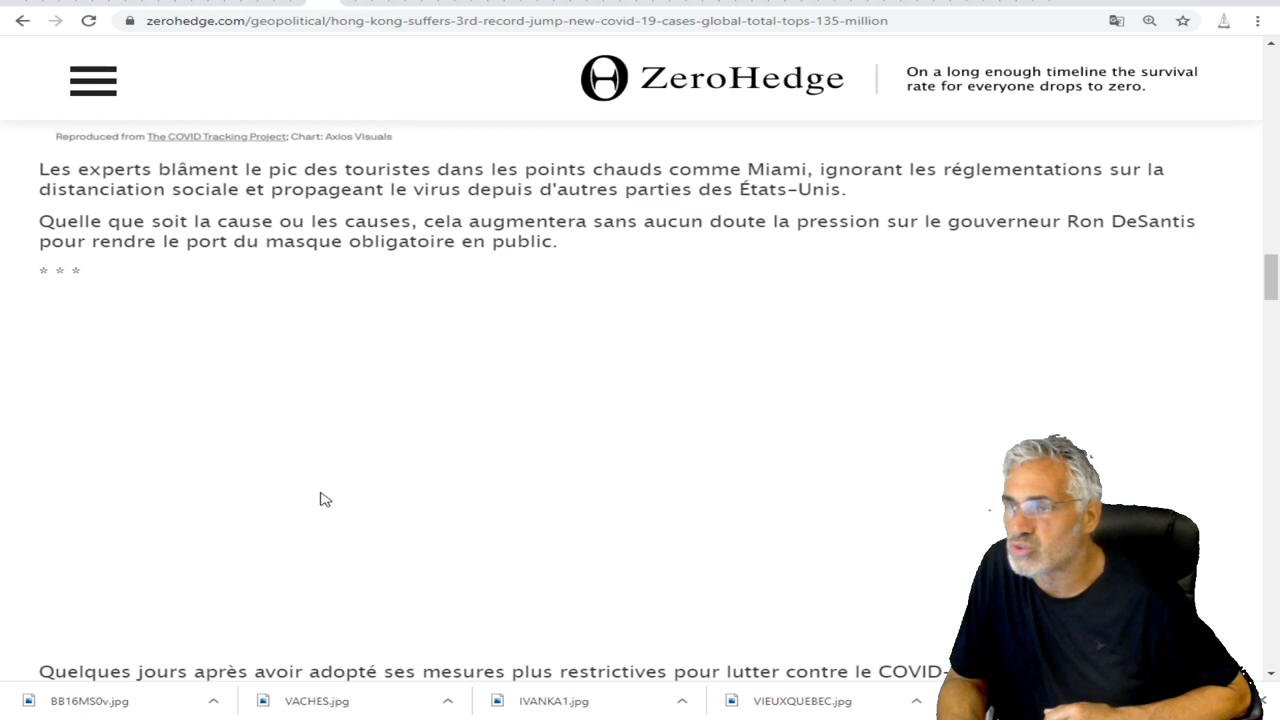 zerohedge.com/geopolitical/hong-kong-suffers-3rd-record-jump-new-covid-19-cases-global-total-tops-135-million
ZeroHedge
On a long enough timeline the survival
rate for everyone drops to zero.
Reproduced from The COVID Tracking Project; Chart: Axios Visuals
Les experts blâment le pic des touristes dans les points chauds comme Miami, ignorant les réglementations sur la
distanciation sociale et propageant le virus depuis d'autres parties des États-Unis.
Quelle que soit la cause ou les causes, cela augmentera sans aucun doute la pression sur le gouverneur Ron DeSantis
pour rendre le port du masque obligatoire en public.
* * *
Quelques jours après avoir adopté ses mesures plus restrictives pour lutter contre le COVID-
BB16MS0v.jpg
VACHES.jpg
IVANKA1.jpg
VIEUXQUEBEC.jpg